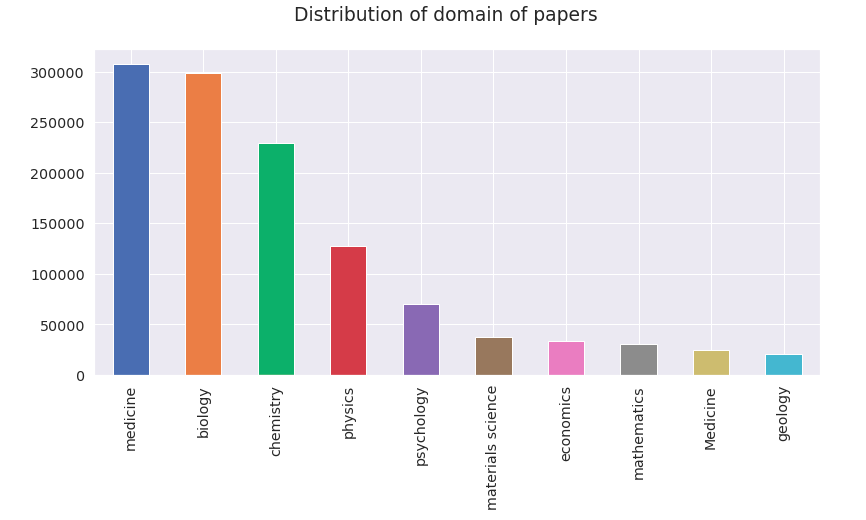 Distribution of domain of papers
300000
250000
200000
150000
100000
50000
0
medicine
biology
chemistry
physics
psychology
materials science
economics
mathematics
Medicine
geology